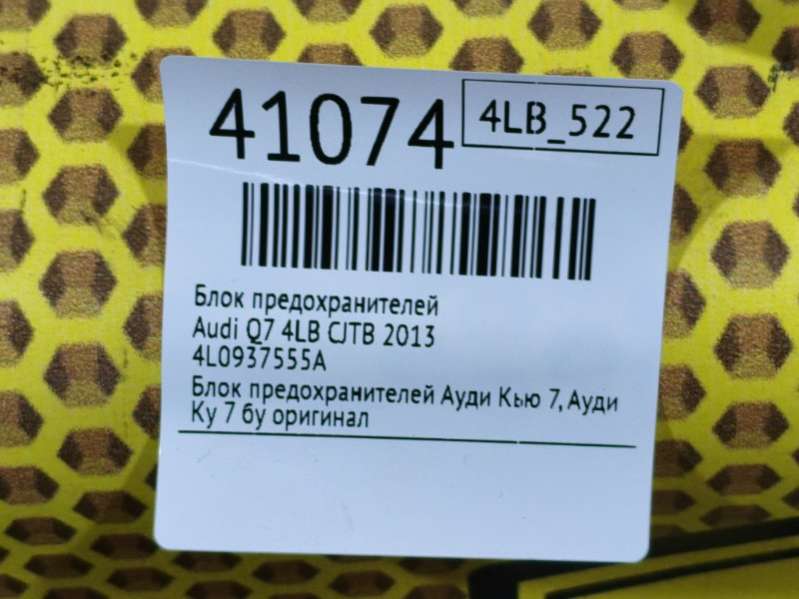 41074
4LB_522
Блок предохранителей
Audi Q7 4LB CJTB 2013
4L0937555A
Блок предохранителей Ауди Кью 7, Ауди
Ку 7 бу оригинал